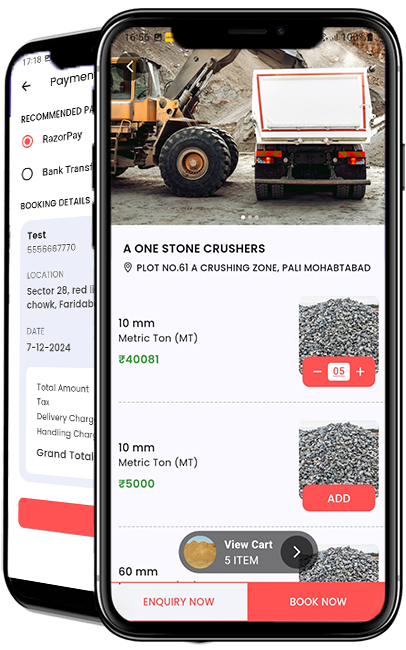 17:18
Paymen
RECOMMENDED PA
RazorPay
Bank Transf
BOOKING DETAILS
Test
5556667770
LOCATION
Sector 28, red li
chowk, Faridab
DATE
7-12-2024
Total Amount
Tax
Delivery Charg
Handling Charg
Grand Total
16:56
100%
A ONE STONE CRUSHERS
PLOT NO.61 A CRUSHING ZONE, PALI MOHABTABAD
10 mm
Metric Ton (MT)
₹40081
− 05 +
10 mm
Metric Ton (MT)
₹5000
ADD
View Cart
5 ITEM
60 mm
ENQUIRY NOW
BOOK NOW